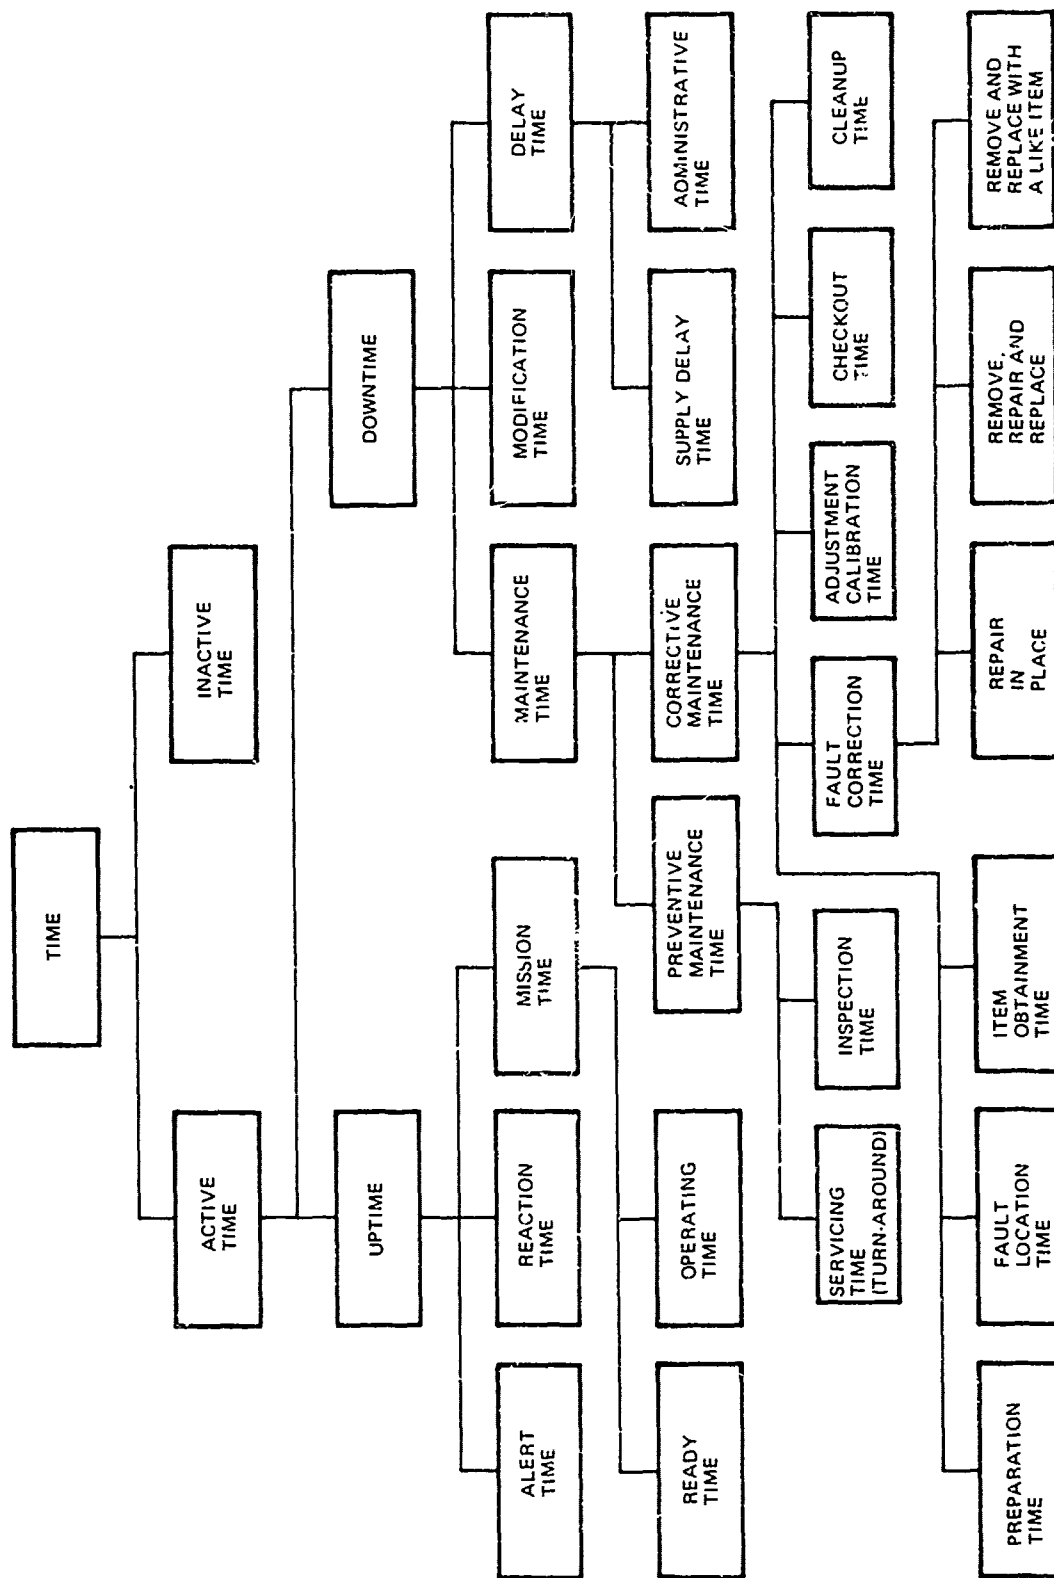 TIME
ACTIVE
TIME
INACTIVE
TIME
UPTIME
DOWNTIME
ALERT
TIME
REACTION
TIME
MISSION
TIME
MAINTENANCE
TIME
MODIFICATION
TIME
DELAY
TIME
READY
TIME
OPERATING
TIME
PREVENTIVE
MAINTENANCE
TIME
CORRECTIVE
MAINTENANCE
TIME
SUPPLY DELAY
TIME
ADMINISTRATIVE
TIME
SERVICING
TIME
(TURN-AROUND)
INSPECTION
TIME
FAULT
CORRECTION
TIME
ADJUSTMENT
CALIBRATION
TIME
CHECKOUT
TIME
CLEANUP
TIME
PREPARATION
TIME
FAULT
LOCATION
TIME
ITEM
OBTAINMENT
TIME
REPAIR
IN
PLACE
REMOVE,
REPAIR AND
REPLACE
REMOVE AND
REPLACE WITH
A LIKE ITEM